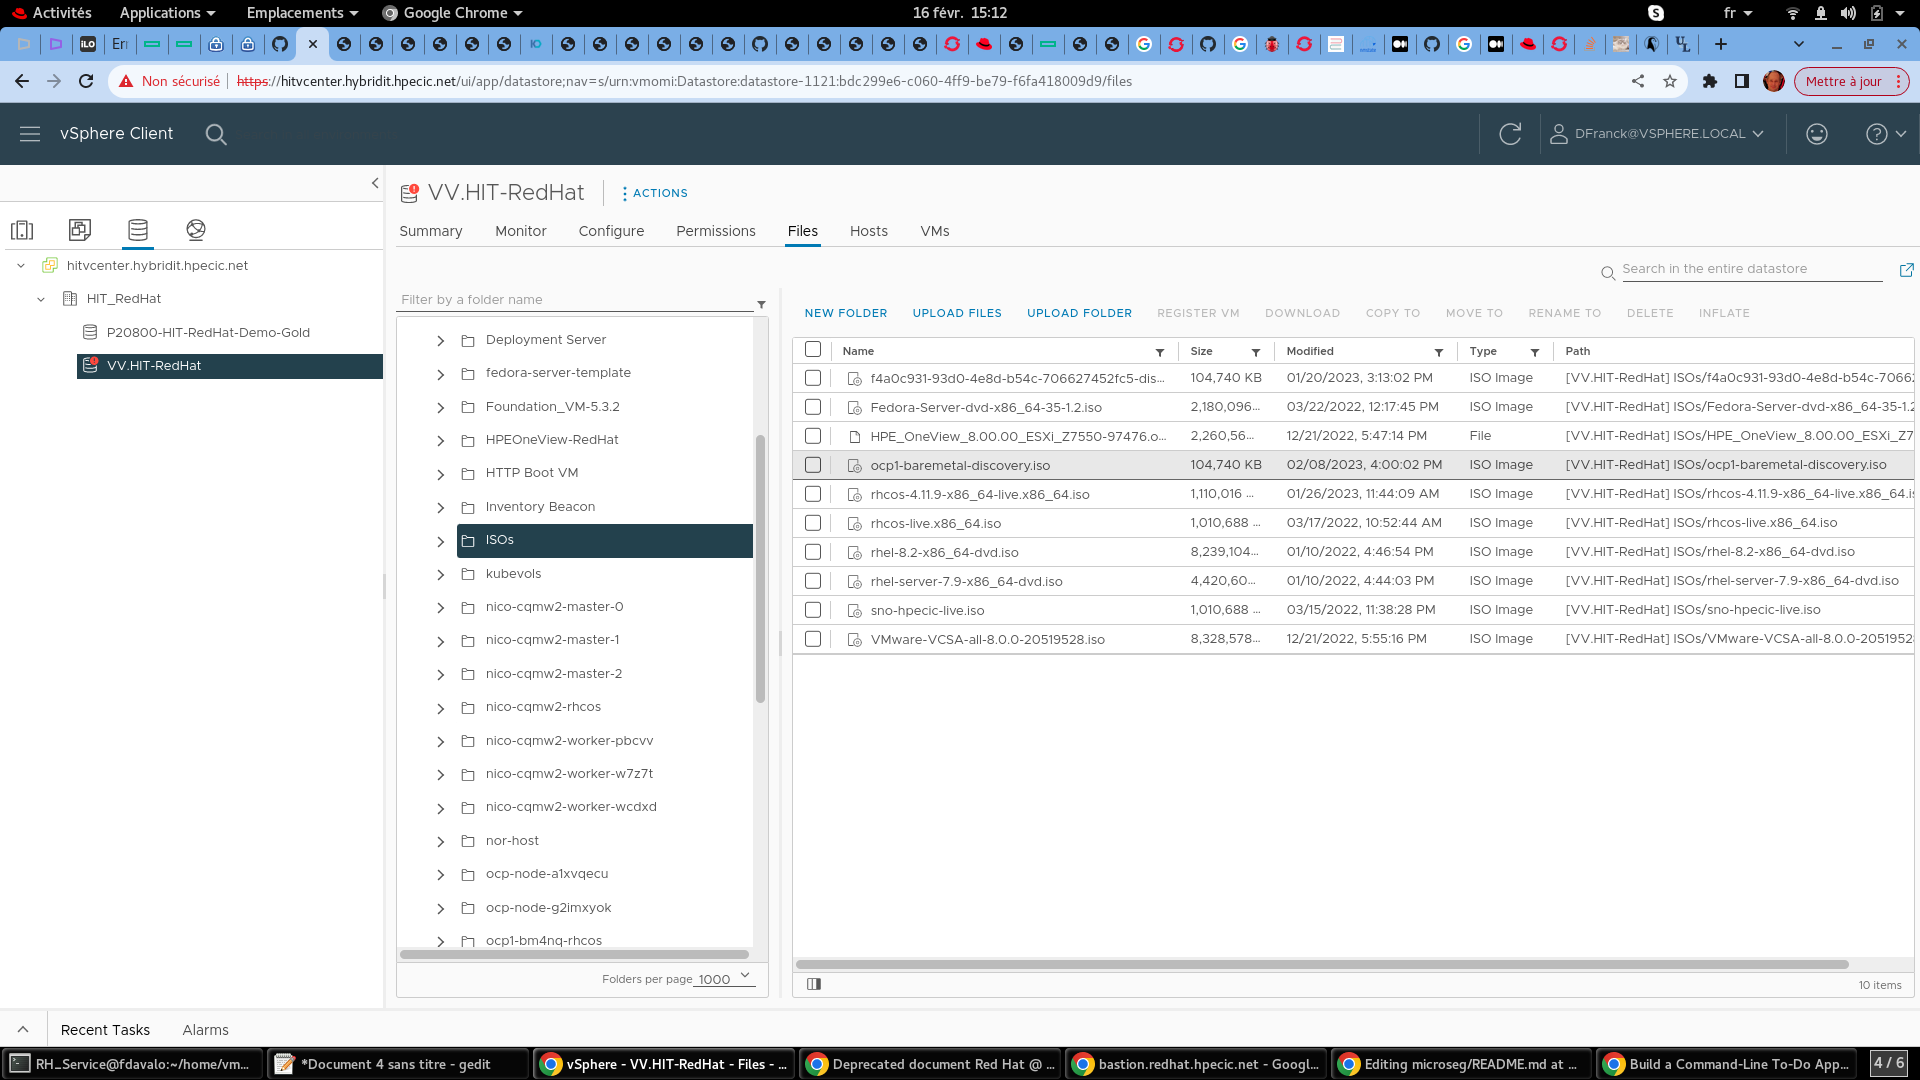 Activités
Applications
Emplacements
Google Chrome
16 févr. 15:12
fr
iLO
Err
Non sécurisé
https://hitvcenter.hybridit.hpecic.net/ui/app/datastore;nav=s/urn:vmomi:Datastore:datastore-1121:bdc299e6-c060-4ff9-be79-f6fa418009d9/files
Mettre à jour
vSphere Client
DFranck@VSPHERE.LOCAL
VV.HIT-RedHat
ACTIONS
Summary
Monitor
Configure
Permissions
Files
Hosts
VMs
hitvcenter.hybridit.hpecic.net
HIT_RedHat
P20800-HIT-RedHat-Demo-Gold
VV.HIT-RedHat
Search in the entire datastore
Filter by a folder name
Deployment Server
fedora-server-template
Foundation_VM-5.3.2
HPEOneView-RedHat
HTTP Boot VM
Inventory Beacon
ISOs
kubevols
nico-cqmw2-master-0
nico-cqmw2-master-1
nico-cqmw2-master-2
nico-cqmw2-rhcos
nico-cqmw2-worker-pbcvv
nico-cqmw2-worker-w7z7t
nico-cqmw2-worker-wcdxd
nor-host
ocp-node-a1xvqecu
ocp-node-g2imxyok
ocp1-bm4nq-rhcos
Folders per page 1000
NEW FOLDER UPLOAD FILES UPLOAD FOLDER REGISTER VM DOWNLOAD COPY TO MOVE TO RENAME TO DELETE INFLATE
Name Size Modified Type Path
f4a0c931-93d0-4e8d-b54c-706627452fc5-dis... 104,740 KB 01/20/2023, 3:13:02 PM ISO Image [VV.HIT-RedHat] ISOs/f4a0c931-93d0-4e8d-b54c-7066
Fedora-Server-dvd-x86_64-35-1.2.iso 2,180,096... 03/22/2022, 12:17:45 PM ISO Image [VV.HIT-RedHat] ISOs/Fedora-Server-dvd-x86_64-35-1.2
HPE_OneView_8.00.00_ESXi_Z7550-97476.o... 2,260,56... 12/21/2022, 5:47:14 PM File [VV.HIT-RedHat] ISOs/HPE_OneView_8.00.00_ESXi_Z7
ocp1-baremetal-discovery.iso 104,740 KB 02/08/2023, 4:00:02 PM ISO Image [VV.HIT-RedHat] ISOs/ocp1-baremetal-discovery.iso
rhcos-4.11.9-x86_64-live.x86_64.iso 1,110,016 ... 01/26/2023, 11:44:09 AM ISO Image [VV.HIT-RedHat] ISOs/rhcos-4.11.9-x86_64-live.x86_64.i
rhcos-live.x86_64.iso 1,010,688 ... 03/17/2022, 10:52:44 AM ISO Image [VV.HIT-RedHat] ISOs/rhcos-live.x86_64.iso
rhel-8.2-x86_64-dvd.iso 8,239,104... 01/10/2022, 4:46:54 PM ISO Image [VV.HIT-RedHat] ISOs/rhel-8.2-x86_64-dvd.iso
rhel-server-7.9-x86_64-dvd.iso 4,420,60... 01/10/2022, 4:44:03 PM ISO Image [VV.HIT-RedHat] ISOs/rhel-server-7.9-x86_64-dvd.iso
sno-hpecic-live.iso 1,010,688 ... 03/15/2022, 11:38:28 PM ISO Image [VV.HIT-RedHat] ISOs/sno-hpecic-live.iso
VMware-VCSA-all-8.0.0-20519528.iso 8,328,578... 12/21/2022, 5:55:16 PM ISO Image [VV.HIT-RedHat] ISOs/VMware-VCSA-all-8.0.0-2051952
10 items
Recent Tasks
Alarms
RH_Service@fdavalo:~/home/vm...
*Document 4 sans titre - gedit
vSphere - VV.HIT-RedHat - Files - ...
Deprecated document Red Hat @ ...
bastion.redhat.hpecic.net - Googl...
Editing microseg/README.md at ...
Build a Command-Line To-Do App...
4 / 6